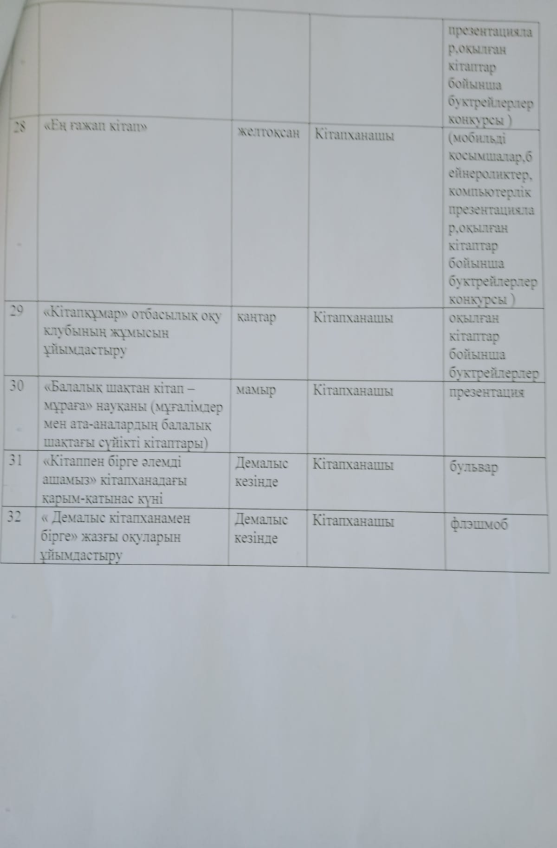 презентацияла
р,оқылған
кітаптар
бойынша
буктрейлерлер
конкурсы )
28
«Ең ғажап кітап»
желтоқсан
Кітапханашы
(мобильді
қосымшалар,б
ейнероликтер,
компьютерлік
презентацияла
р,оқылған
кітаптар
бойынша
буктрейлерлер
конкурсы )
29
«Кітапқұмар» отбасылық оқу
клубының жұмысын
ұйымдастыру
қаңтар
Кітапханашы
оқылған
кітаптар
бойынша
буктрейлерлер
30
«Балалық шақтан кітап –
мұраға» науқаны (мұғалімдер
мен ата-аналардың балалық
шақтағы сүйікті кітаптары)
мамыр
Кітапханашы
презентация
31
«Кітаппен бірге әлемді
ашамыз» кітапханадағы
қарым-қатынас күні
Демалыс
кезінде
Кітапханашы
бульвар
32
« Демалыс кітапханамен
бірге» жазғы оқуларын
ұйымдастыру
Демалыс
кезінде
Кітапханашы
флэшмоб